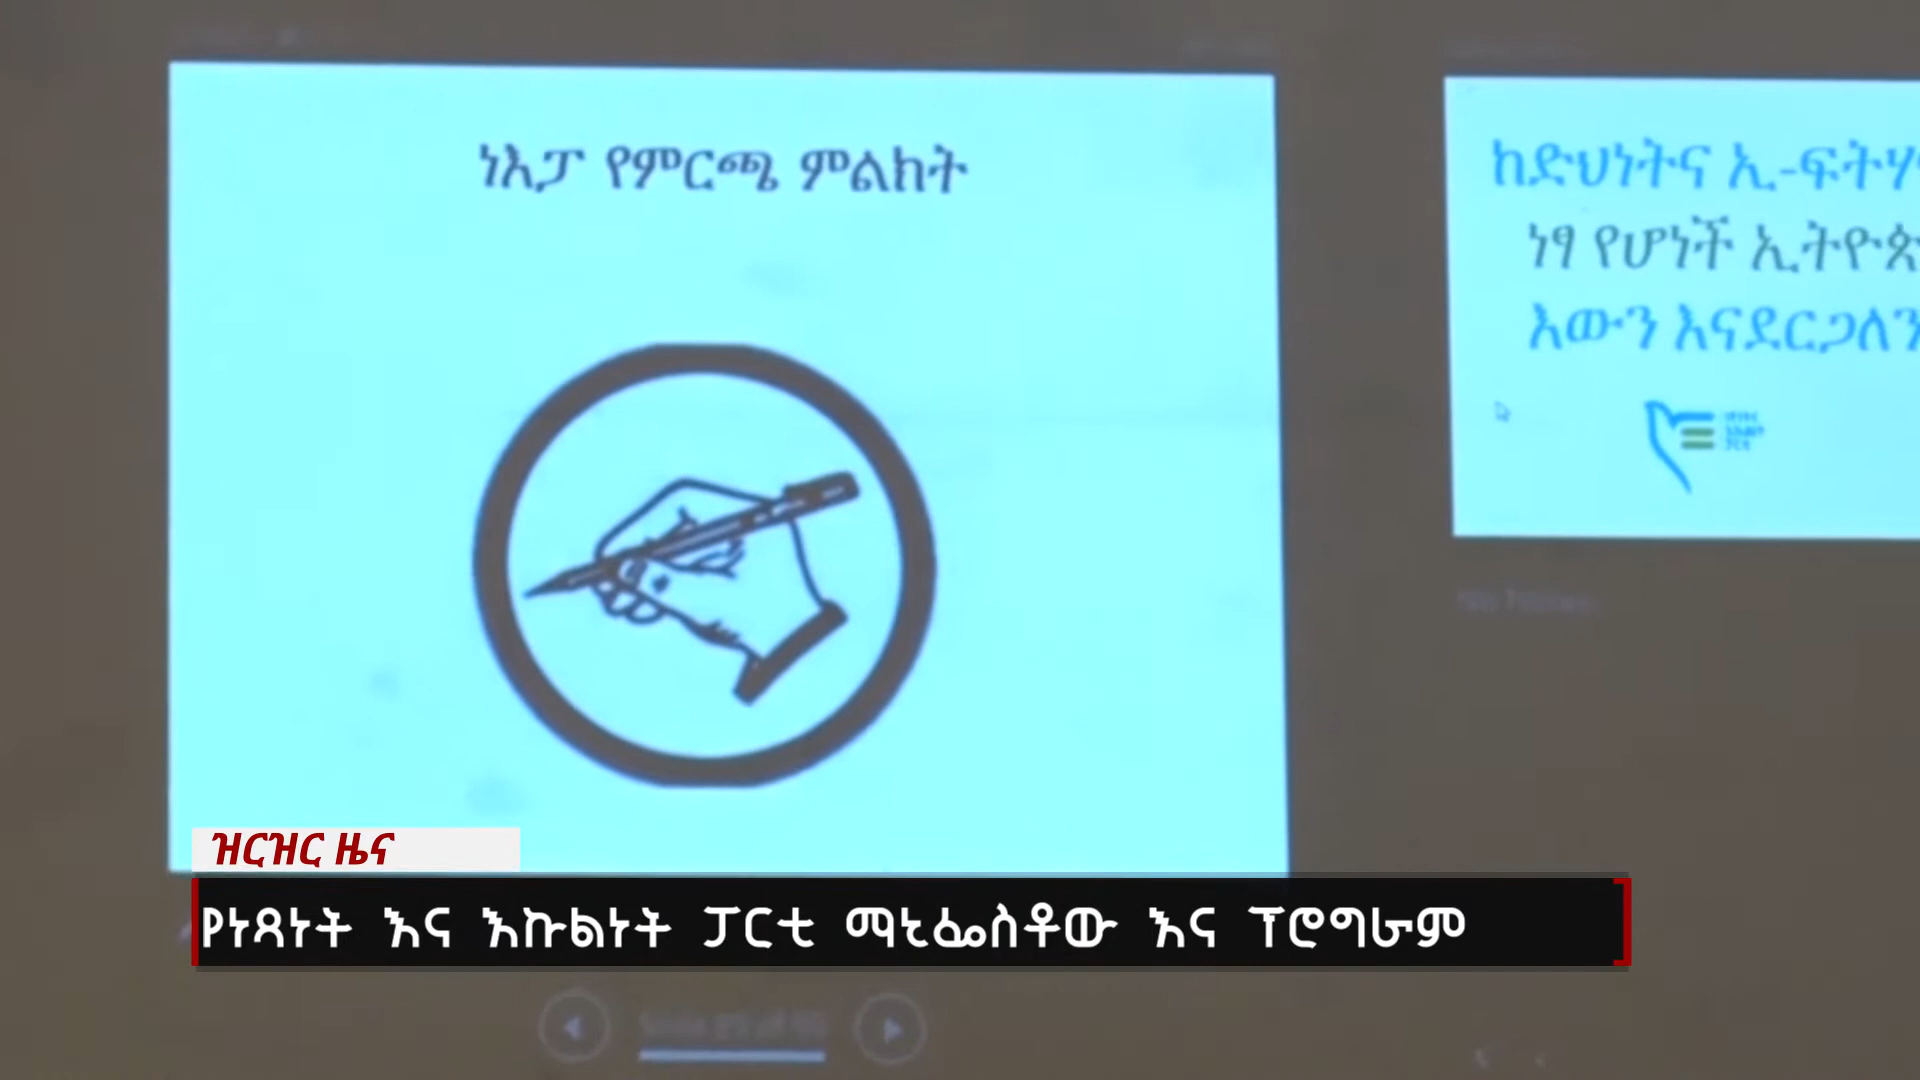 ነእፓ የምርጫ ምልክት
ከድህነትና ኢ-ፍትሃ
ነፃ የሆነች ኢትዮጵ
እውን እናደርጋለን
ዝርዝር ዜና
የነጻነት እና እኩልነት ፓርቲ ማኒፌስቶው እና ፕሮግራም